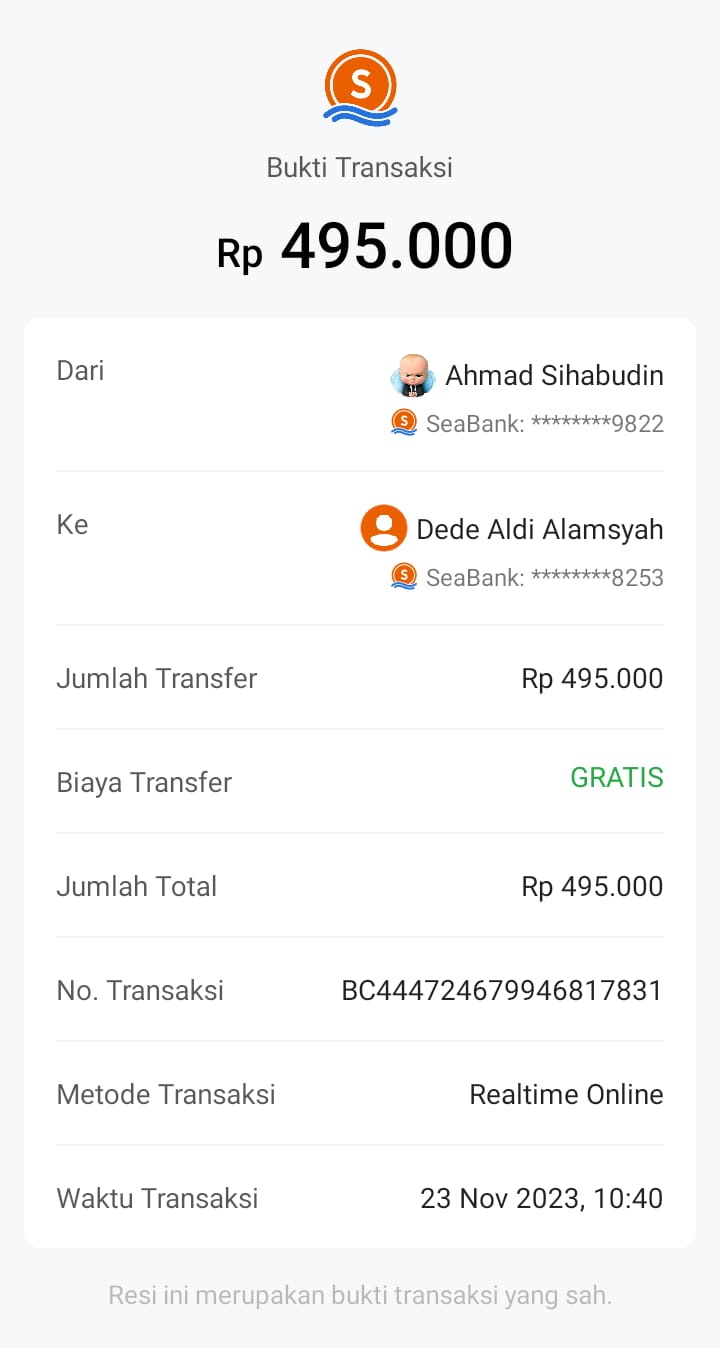 S
Bukti Transaksi
Rp 495.000
Dari
Ahmad Sihabudin
SeaBank: ********9822
Ke
Dede Aldi Alamsyah
SeaBank: ********8253
Jumlah Transfer Rp 495.000
Biaya Transfer GRATIS
Jumlah Total Rp 495.000
No. Transaksi BC444724679946817831
Metode Transaksi Realtime Online
Waktu Transaksi 23 Nov 2023, 10:40
Resi ini merupakan bukti transaksi yang sah.